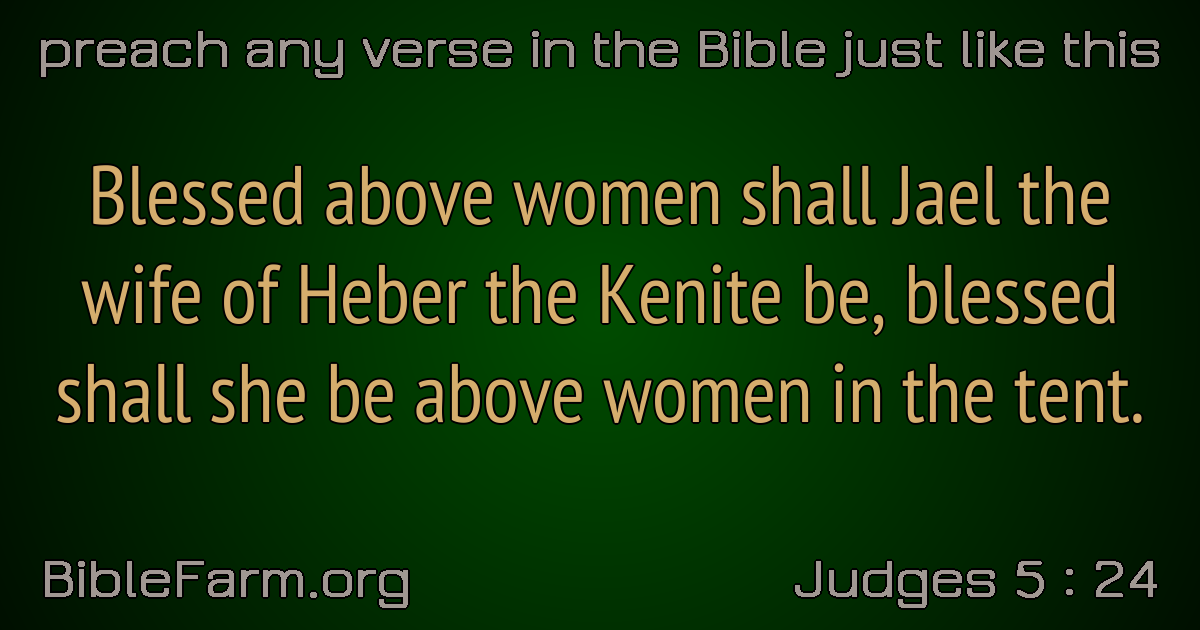 preach any verse in the Bible just like this
Blessed above women shall Jael the
wife of Heber the Kenite be, blessed
shall she be above women in the tent.
BibleFarm.org
Judges 5 : 24